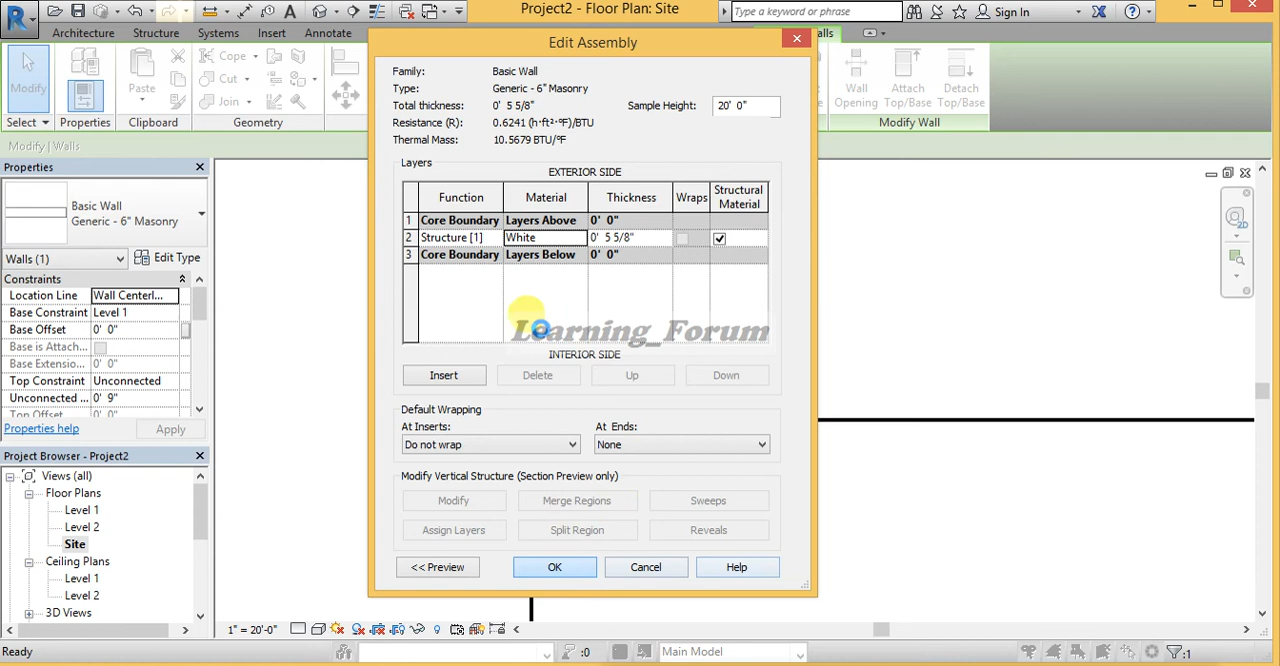 Project2 - Floor Plan: Site
Type a keyword or phrase
Sign In
Architecture
Structure
Systems
Insert
Annotate
alls
Modify
Paste
Cope
Cut
Join
Wall
Opening
Attach
Top/Base
Detach
Top/Base
Select
Properties
Clipboard
Geometry
Modify Wall
Modify | Walls
Properties
Basic Wall
Generic - 6" Masonry
Walls (1)
Edit Type
Constraints
Location Line Wall Centerl...
Base Constraint Level 1
Base Offset 0' 0"
Base is Attach...
Base Extensio... 0' 0"
Top Constraint Unconnected
Unconnected ... 0' 9"
Top Offset 0' 0"
Properties help
Apply
Project Browser - Project2
Views (all)
Floor Plans
Level 1
Level 2
Site
Ceiling Plans
Level 1
Level 2
3D Views
Edit Assembly
Family: Basic Wall
Type: Generic - 6" Masonry
Total thickness: 0' 5 5/8" Sample Height: 20' 0"
Resistance (R): 0.6241 (h·ft²·°F)/BTU
Thermal Mass: 10.5679 BTU/°F
Layers
EXTERIOR SIDE
Function Material Thickness Wraps Structural Material
1 Core Boundary Layers Above 0' 0"
2 Structure [1] White 0' 5 5/8"
3 Core Boundary Layers Below 0' 0"
Learning_Forum
INTERIOR SIDE
Insert Delete Up Down
Default Wrapping
At Inserts: At Ends:
Do not wrap None
Modify Vertical Structure (Section Preview only)
Modify Merge Regions Sweeps
Assign Layers Split Region Reveals
<< Preview OK Cancel Help
2D
1" = 20'-0"
Ready
:0
Main Model
:1